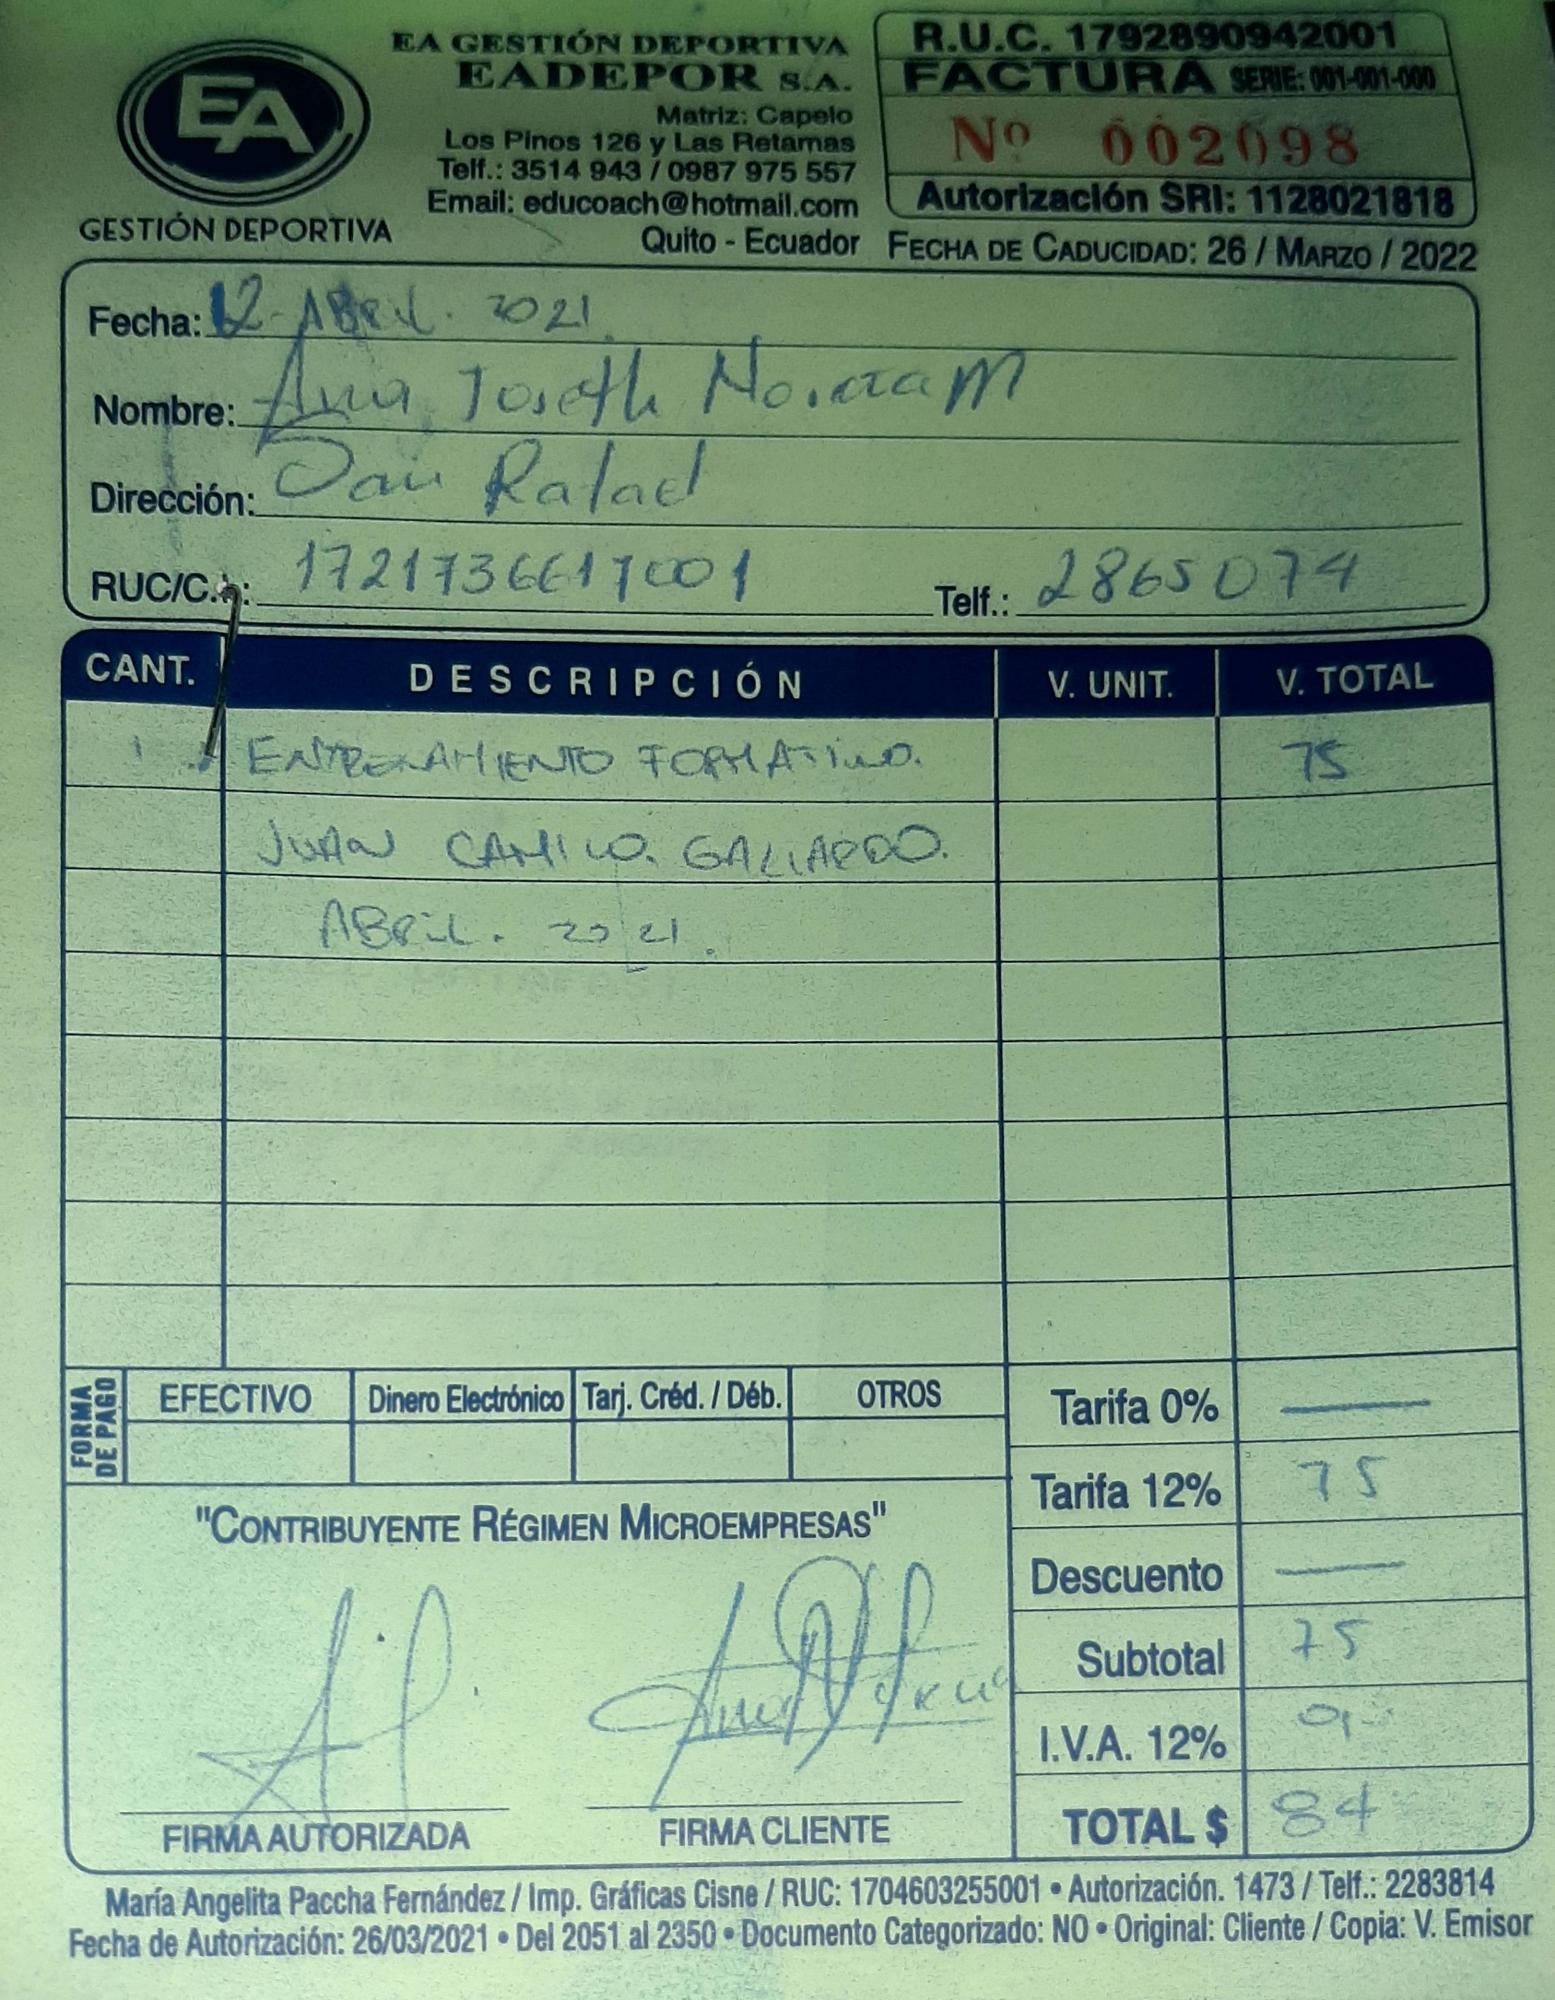 EA
GESTIÓN DEPORTIVA
EA GESTIÓN DEPORTIVA
EADEPOR S.A.
Matriz: Capelo
Los Pinos 126 y Las Retamas
Telf.: 3514 943 / 0987 975 557
Email: educoach@hotmail.com
Quito - Ecuador
R.U.C. 1792890942001
FACTURA SERIE: 001-001-000
Nº 002098
Autorización SRI: 1128021818
FECHA DE CADUCIDAD: 26 / MARZO / 2022
Fecha: 12 - ABRIL. 2021
Nombre: Ana Joseth M
Dirección: San Rafael
RUC/C.I.: 1721736617001 Telf.: 2865074
CANT. DESCRIPCIÓN V. UNIT. V. TOTAL
1 ENTRENAMIENTO FORMATIVO. 75
JUAN CAMILO. GALLARDO.
ABRIL. 2021.
FORMA DE PAGO
EFECTIVO Dinero Electrónico Tarj. Créd. / Déb. OTROS
Tarifa 0% —
Tarifa 12% 75
Descuento —
Subtotal 75
I.V.A. 12% 9
TOTAL $ 84
"CONTRIBUYENTE RÉGIMEN MICROEMPRESAS"
FIRMA AUTORIZADA FIRMA CLIENTE
María Angelita Paccha Fernández / Imp. Gráficas Cisne / RUC: 1704603255001 • Autorización. 1473 / Telf.: 2283814
Fecha de Autorización: 26/03/2021 • Del 2051 al 2350 • Documento Categorizado: NO • Original: Cliente / Copia: V. Emisor